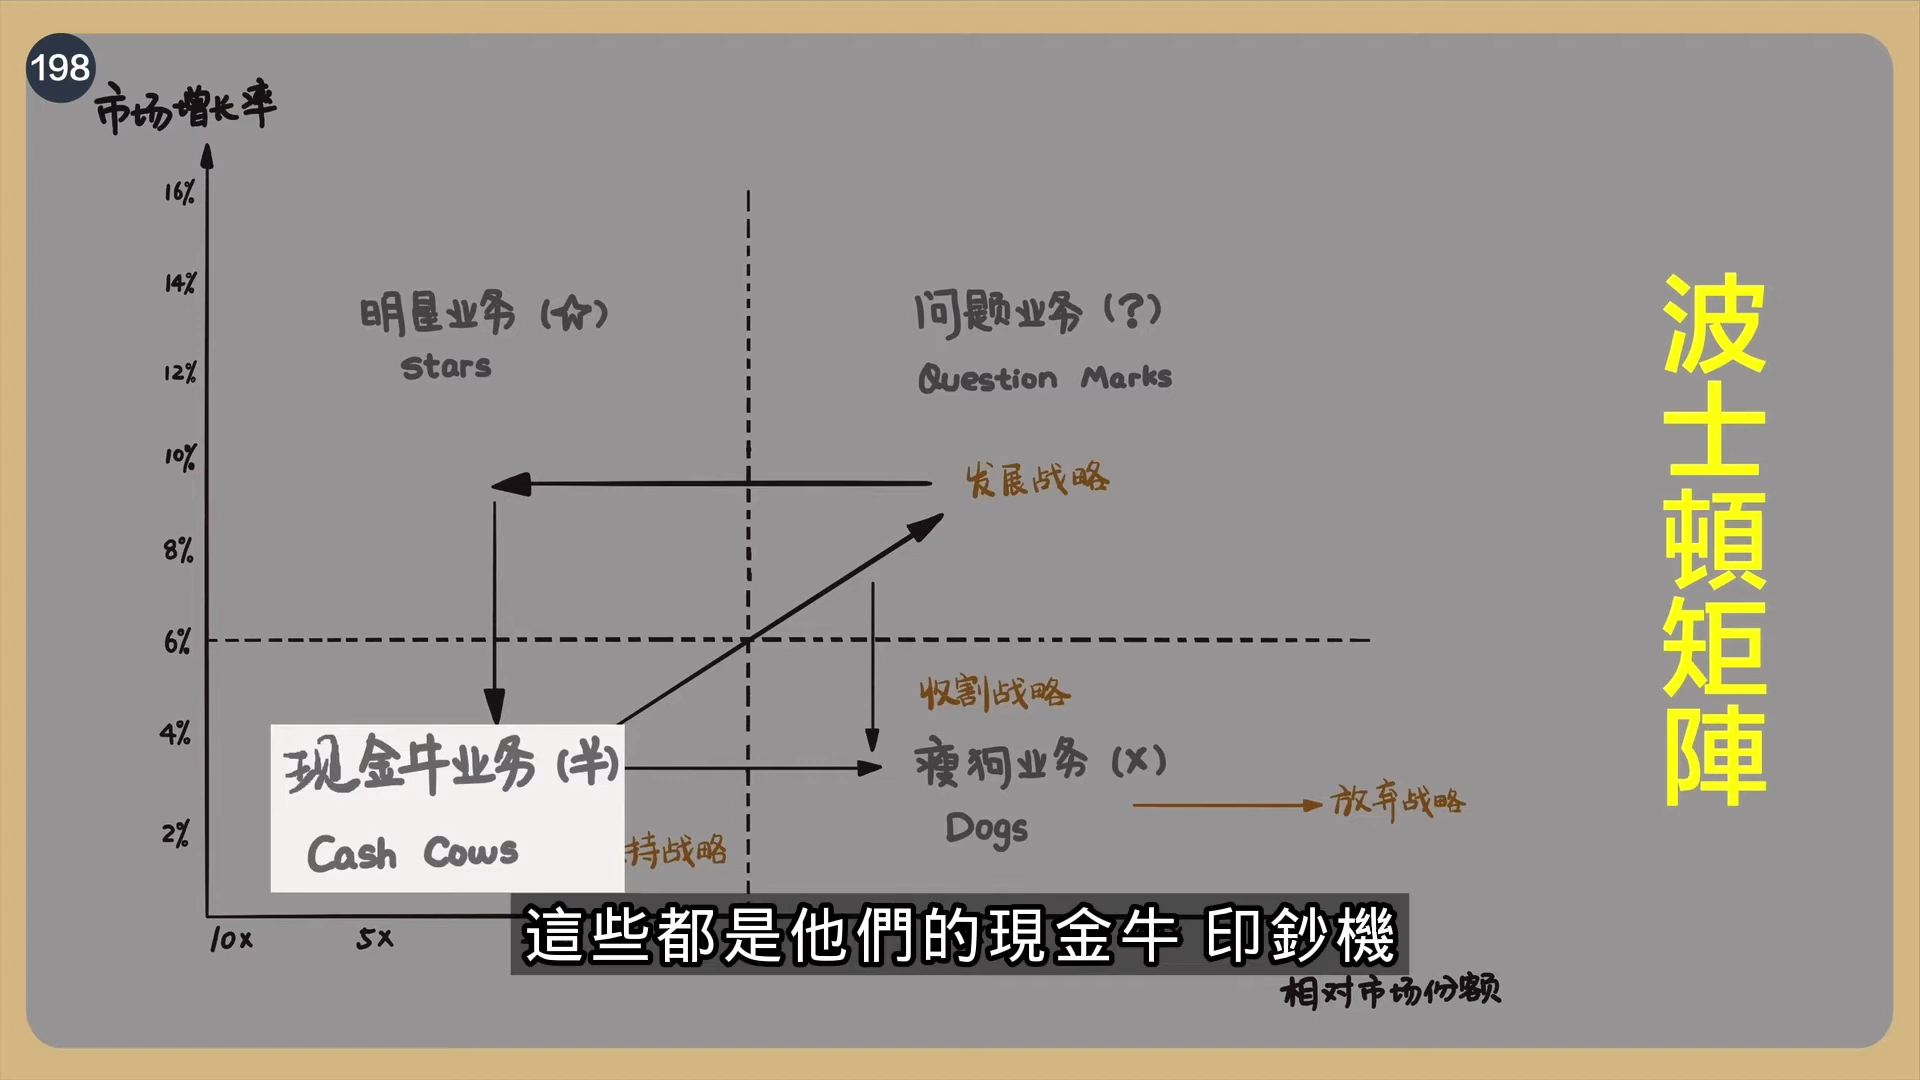 198
市场增长率
16%
14%
12%
10%
8%
6%
4%
2%
明星业务 (☆)
Stars
问题业务 (?)
Question Marks
发展战略
收割战略
现金牛业务 (半)
Cash Cows
持战略
瘦狗业务 (X)
Dogs
放弃战略
10x
5x
相对市场份额
波士頓矩陣
這些都是他們的現金牛 印鈔機